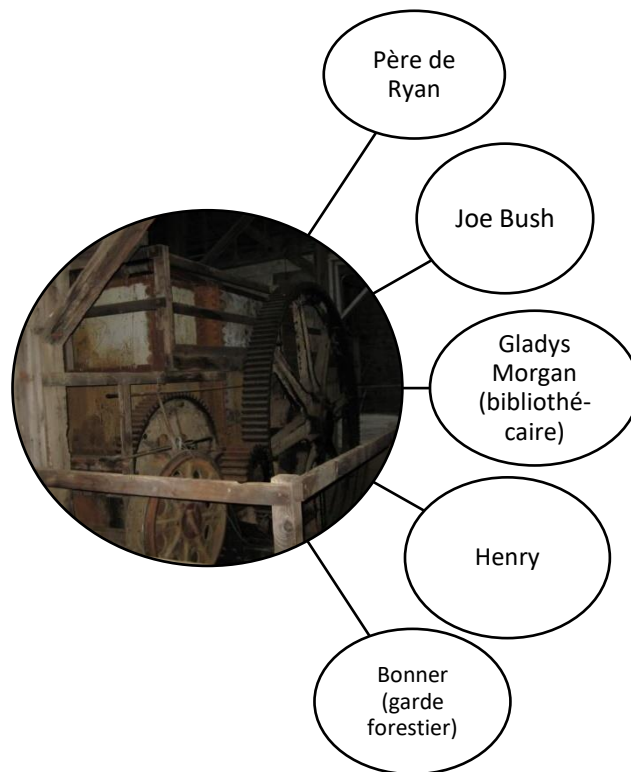 Père de
Ryan
Joe Bush
Gladys
Morgan
(bibliothé-
caire)
Henry
Bonner
(garde
forestier)